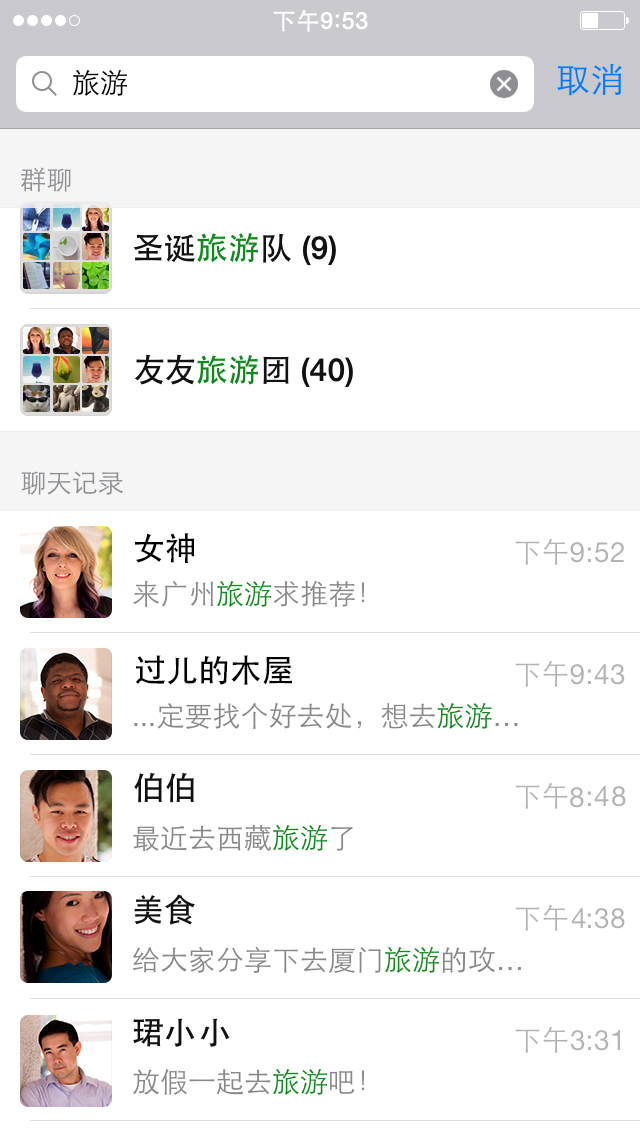 下午9:53
旅游
取消
群聊
圣诞旅游队 (9)
友友旅游团 (40)
聊天记录
女神
下午9:52
来广州旅游求推荐!
过儿的木屋
下午9:43
...定要找个好去处，想去旅游...
伯伯
下午8:48
最近去西藏旅游了
美食
下午4:38
给大家分享下去厦门旅游的攻...
珺小小
下午3:31
放假一起去旅游吧!